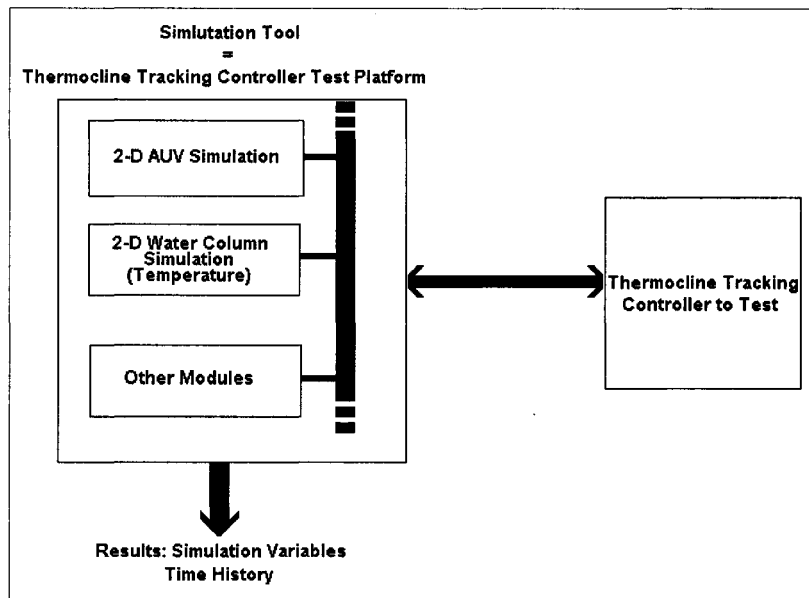 Simlutation Tool
=
Thermocline Tracking Controller Test Platform
2-D AUV Simulation
2-D Water Column
Simulation
(Temperature)
Other Modules
Thermocline Tracking
Controller to Test
Results: Simulation Variables
Time History